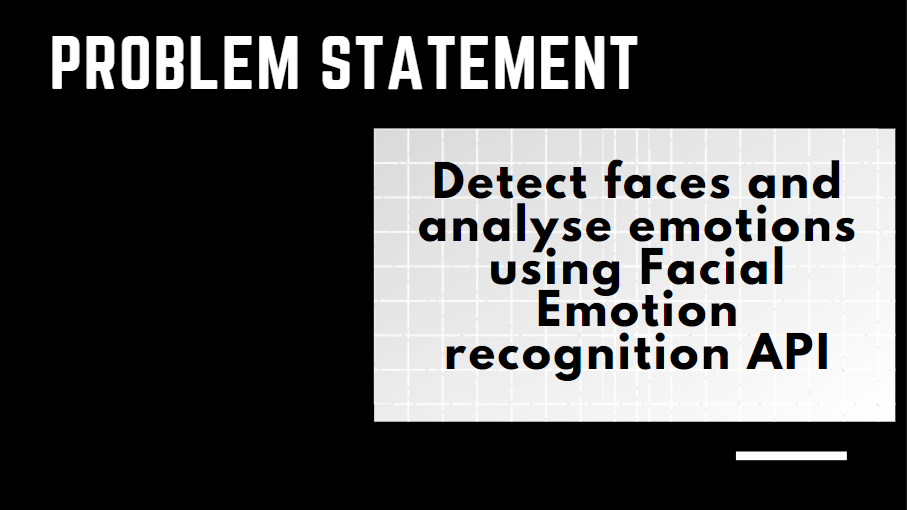 PROBLEM STATEMENT
Detect faces and
analyse emotions
using Facial
Emotion
recognition API